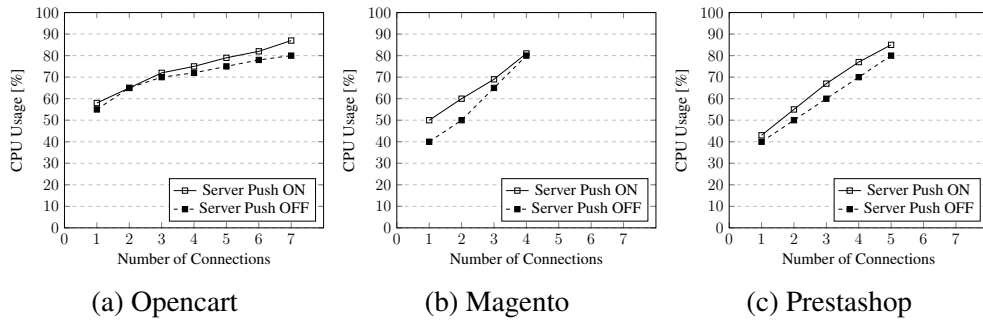 100
90
80
70
60
50
40
30
20
10
0
CPU Usage [%]
0 1 2 3 4 5 6 7
Number of Connections
Server Push ON
Server Push OFF
(a) Opencart
100
90
80
70
60
50
40
30
20
10
0
CPU Usage [%]
0 1 2 3 4 5 6 7
Number of Connections
Server Push ON
Server Push OFF
(b) Magento
100
90
80
70
60
50
40
30
20
10
0
CPU Usage [%]
0 1 2 3 4 5 6 7
Number of Connections
Server Push ON
Server Push OFF
(c) Prestashop